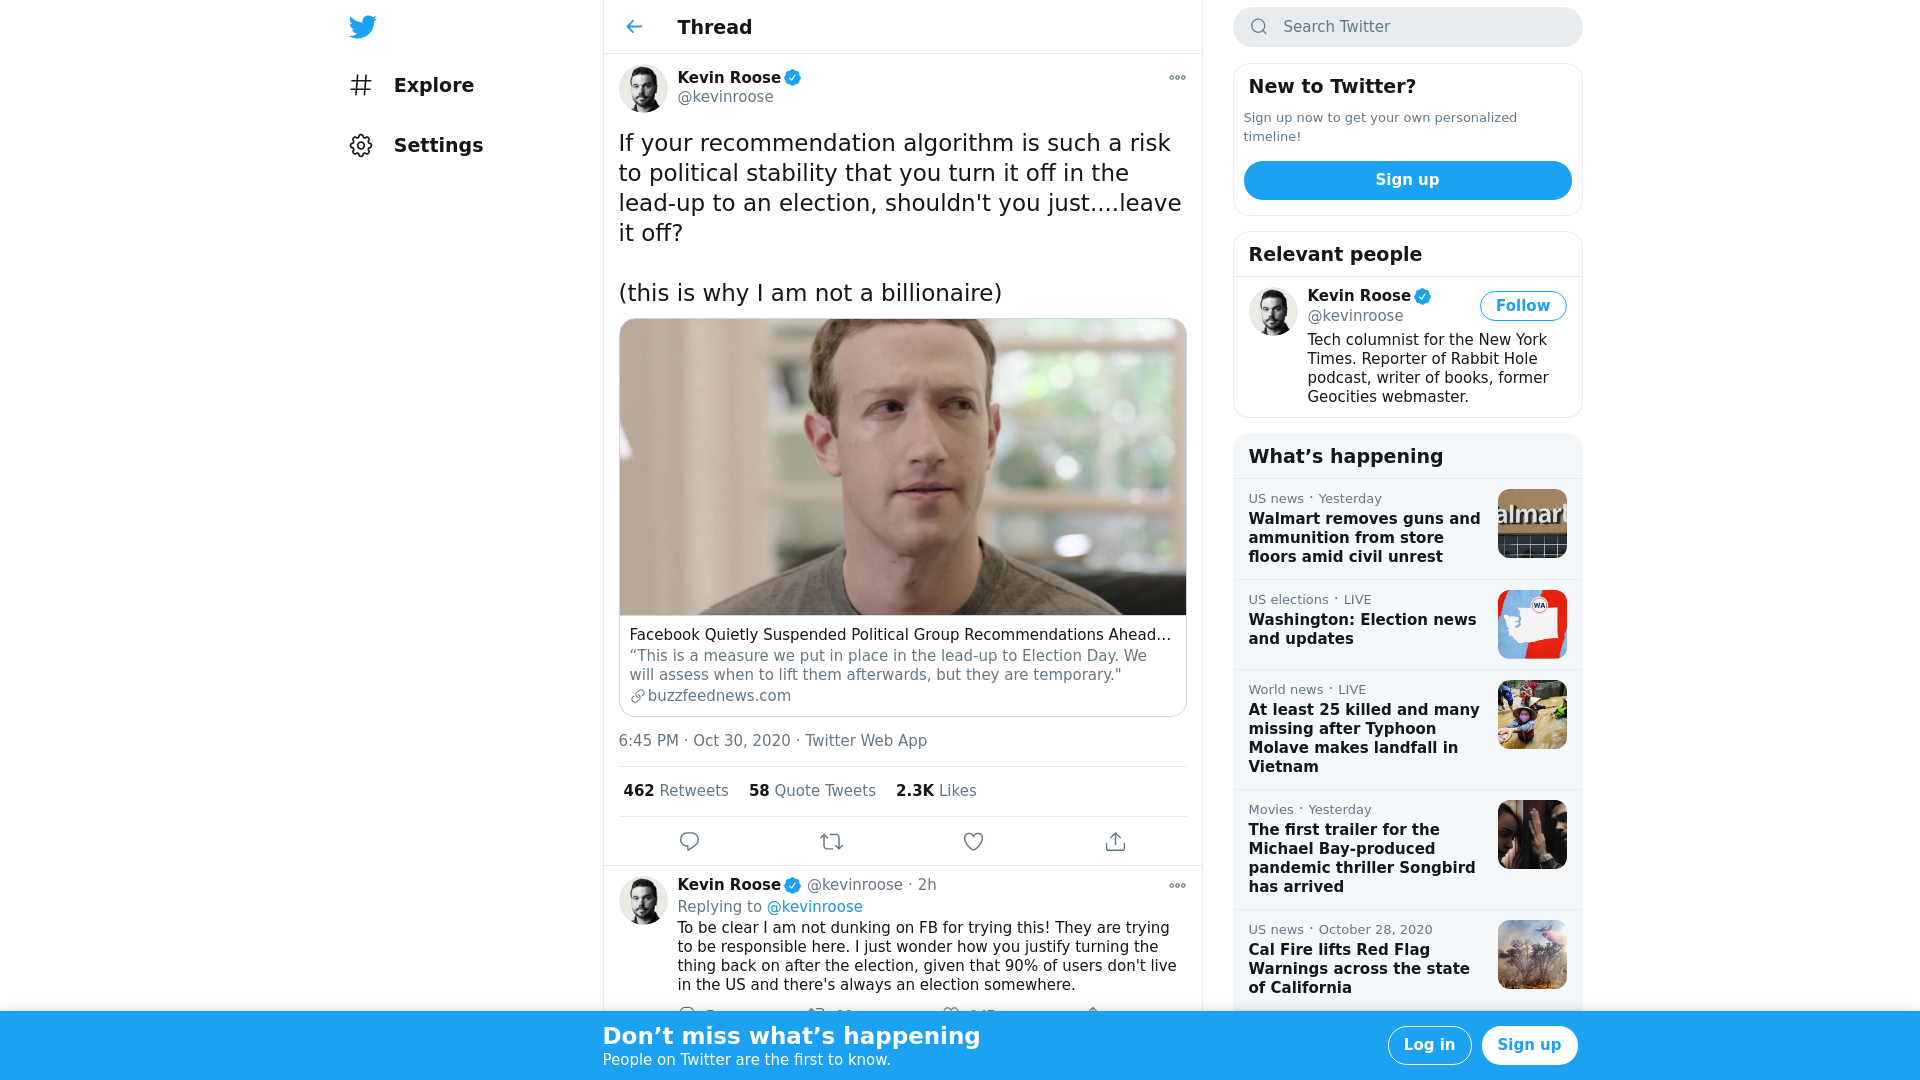 Explore
Settings
Thread
Kevin Roose
@kevinroose
If your recommendation algorithm is such a risk
to political stability that you turn it off in the
lead-up to an election, shouldn't you just....leave
it off?
(this is why I am not a billionaire)
Facebook Quietly Suspended Political Group Recommendations Ahead...
“This is a measure we put in place in the lead-up to Election Day. We
will assess when to lift them afterwards, but they are temporary."
buzzfeednews.com
6:45 PM · Oct 30, 2020 · Twitter Web App
462 Retweets 58 Quote Tweets 2.3K Likes
Kevin Roose @kevinroose · 2h
Replying to @kevinroose
To be clear I am not dunking on FB for trying this! They are trying
to be responsible here. I just wonder how you justify turning the
thing back on after the election, given that 90% of users don't live
in the US and there's always an election somewhere.
Search Twitter
New to Twitter?
Sign up now to get your own personalized
timeline!
Sign up
Relevant people
Kevin Roose
@kevinroose
Follow
Tech columnist for the New York
Times. Reporter of Rabbit Hole
podcast, writer of books, former
Geocities webmaster.
What’s happening
US news · Yesterday
Walmart removes guns and
ammunition from store
floors amid civil unrest
almart
US elections · LIVE
Washington: Election news
and updates
WA
World news · LIVE
At least 25 killed and many
missing after Typhoon
Molave makes landfall in
Vietnam
Movies · Yesterday
The first trailer for the
Michael Bay-produced
pandemic thriller Songbird
has arrived
US news · October 28, 2020
Cal Fire lifts Red Flag
Warnings across the state
of California
Don’t miss what’s happening
People on Twitter are the first to know.
Log in
Sign up